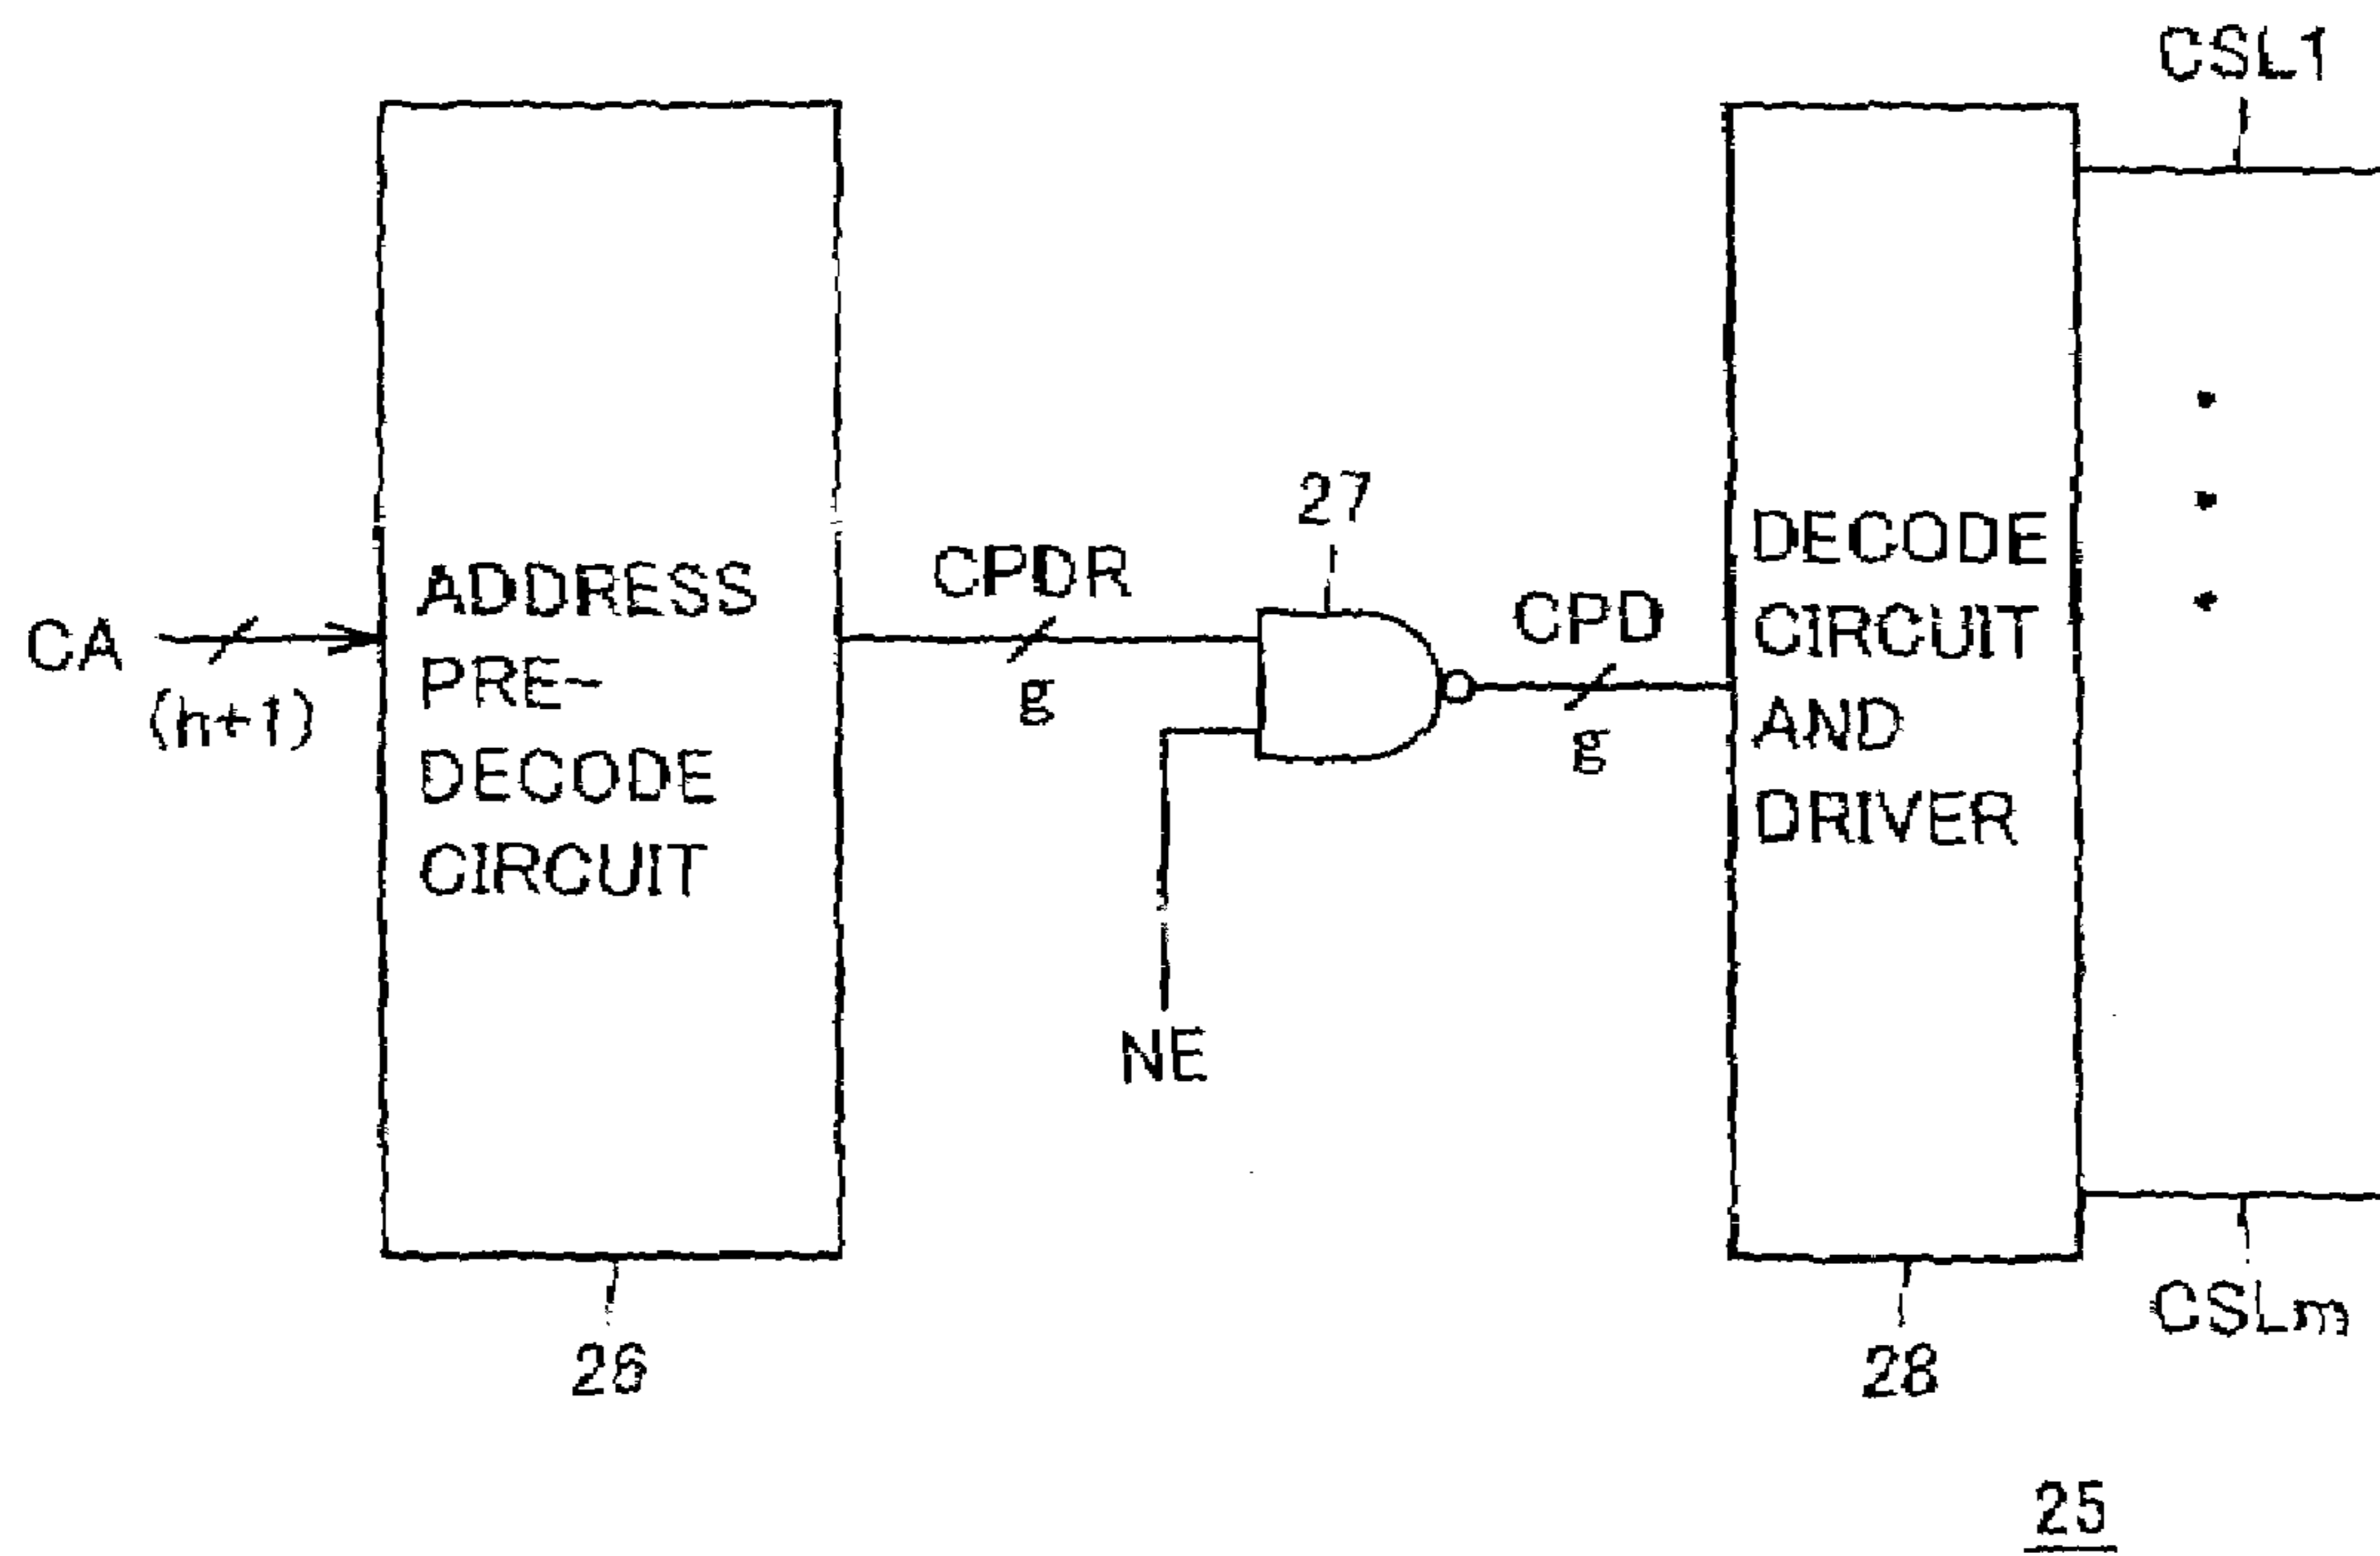 CSL1
27
CPDR
g
CPD
g
CA
(h+1)
ADDRESS
PRE-
DECODE
CIRCUIT
DECODE
CIRCUIT
AND
DRIVER
NE
CSLm
26
28
25